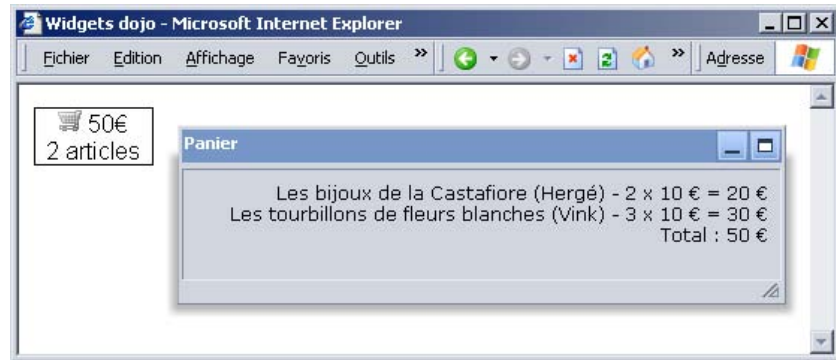 Widgets dojo - Microsoft Internet Explorer
Fichier Edition Affichage Favoris Outils » » Adresse
50€
2 articles
Panier
Les bijoux de la Castafiore (Hergé) - 2 x 10 € = 20 €
Les tourbillons de fleurs blanches (Vink) - 3 x 10 € = 30 €
Total : 50 €